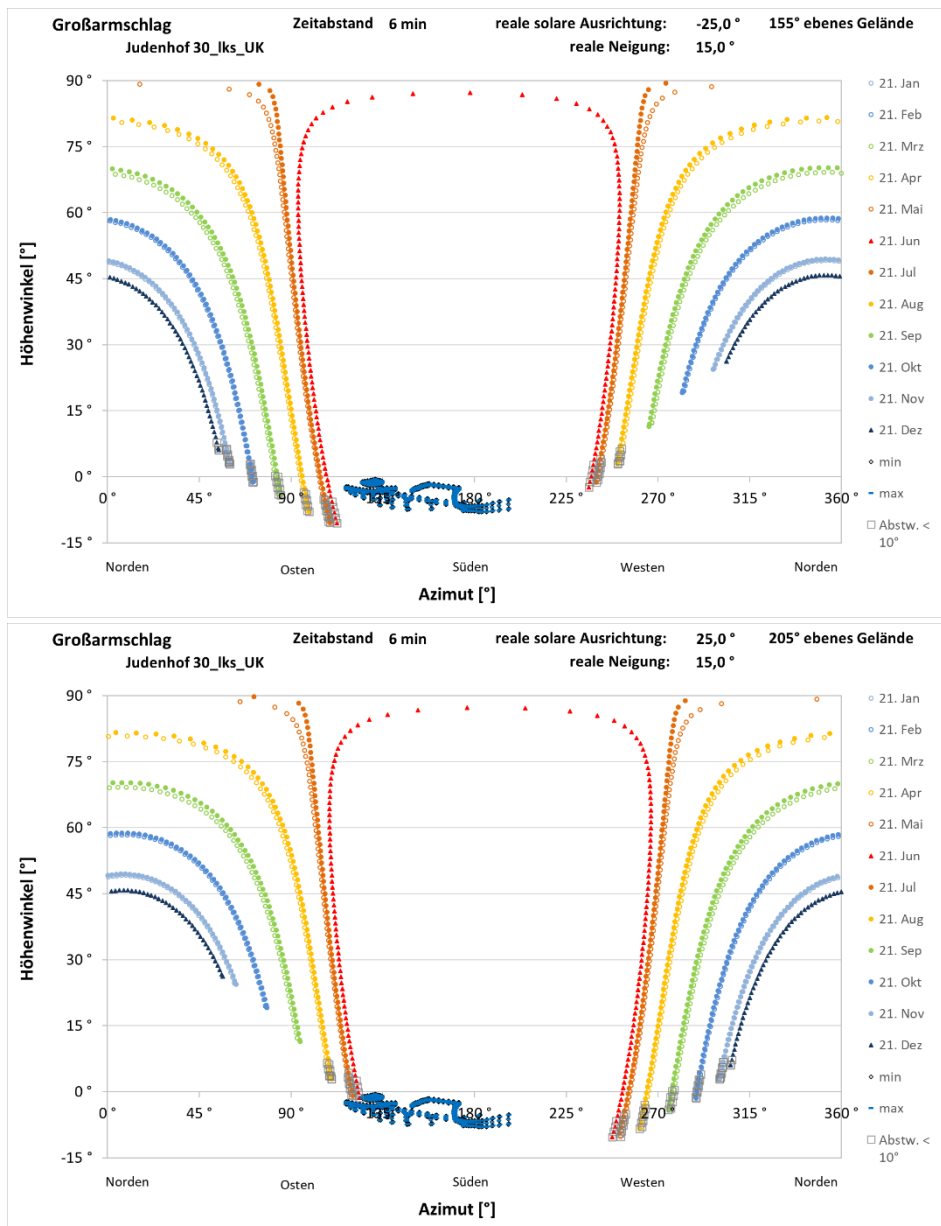 Großarmschlag Zeitabstand 6 min reale solare Ausrichtung: -25,0 ° 155° ebenes Gelände
Judenhof 30_lks_UK reale Neigung: 15,0 °
90 °
75 °
60 °
45 °
30 °
15 °
0 °
-15 °
Höhenwinkel [°]
0 ° 45 ° 90 ° 135 ° 180 ° 225 ° 270 ° 315 ° 360 °
Norden Osten Süden Westen Norden
Azimut [°]
21. Jan
21. Feb
21. Mrz
21. Apr
21. Mai
21. Jun
21. Jul
21. Aug
21. Sep
21. Okt
21. Nov
21. Dez
min
max
Abstw. <
10°
Großarmschlag Zeitabstand 6 min reale solare Ausrichtung: 25,0 ° 205° ebenes Gelände
Judenhof 30_lks_UK reale Neigung: 15,0 °
90 °
75 °
60 °
45 °
30 °
15 °
0 °
-15 °
Höhenwinkel [°]
0 ° 45 ° 90 ° 135 ° 180 ° 225 ° 270 ° 315 ° 360 °
Norden Osten Süden Westen Norden
Azimut [°]
21. Jan
21. Feb
21. Mrz
21. Apr
21. Mai
21. Jun
21. Jul
21. Aug
21. Sep
21. Okt
21. Nov
21. Dez
min
max
Abstw. <
10°